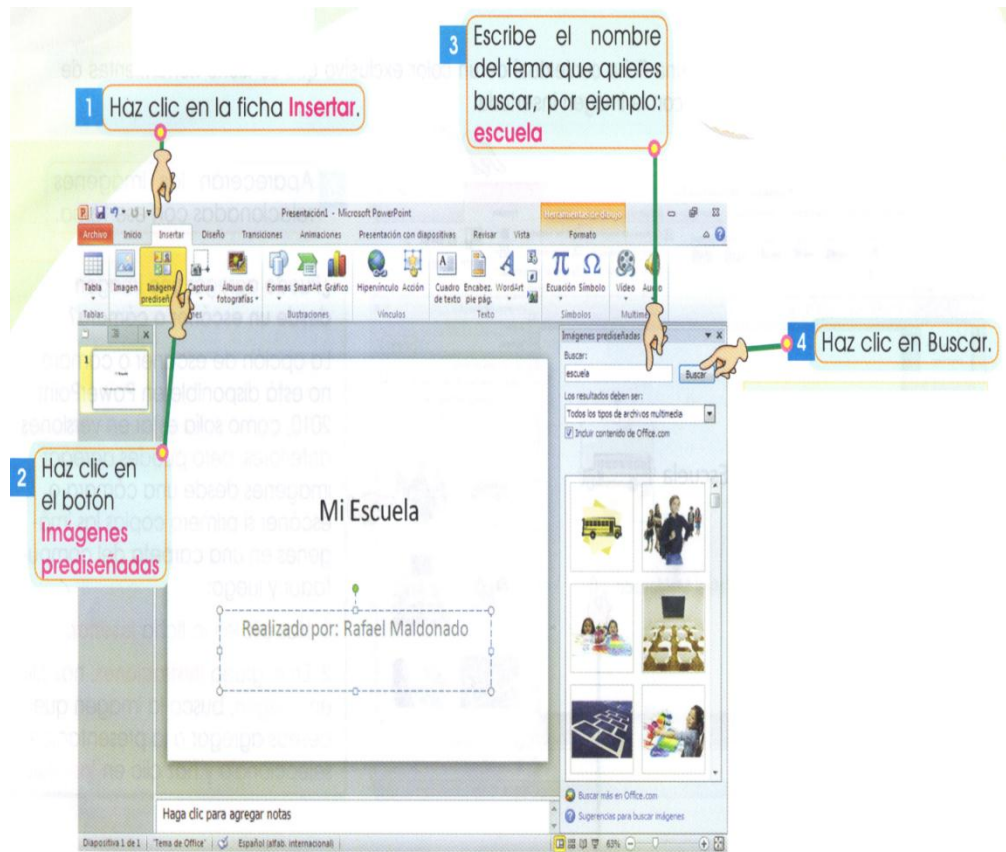 3
Escribe el nombre
del tema que quieres
buscar, por ejemplo:
escuela
1
Haz clic en la ficha Insertar.
Presentación1 - Microsoft PowerPoint
Herramientas de dibujo
Archivo Inicio Insertar Diseño Transiciones Animaciones Presentación con diapositivas Revisar Vista Formato
Tabla Imagen Imágenes Captura Álbum de Formas SmartArt Gráfico Hipervínculo Acción Cuadro Encabez. WordArt Ecuación Símbolo Vídeo Audio
fotografías de texto pie pág.
Tablas Ilustraciones Vínculos Texto Símbolos
Imágenes prediseñadas
Buscar:
escuela Buscar
Los resultados deben ser:
Todos los tipos de archivos multimedia
Incluir contenido de Office.com
4
Haz clic en Buscar.
1
2
Haz clic en
el botón
Imágenes
prediseñadas
Mi Escuela
Realizado por: Rafael Maldonado
Buscar más en Office.com
Sugerencias para buscar imágenes
Haga clic para agregar notas
Diapositiva 1 de 1 "Tema de Office" Español (alfab. internacional) 63%